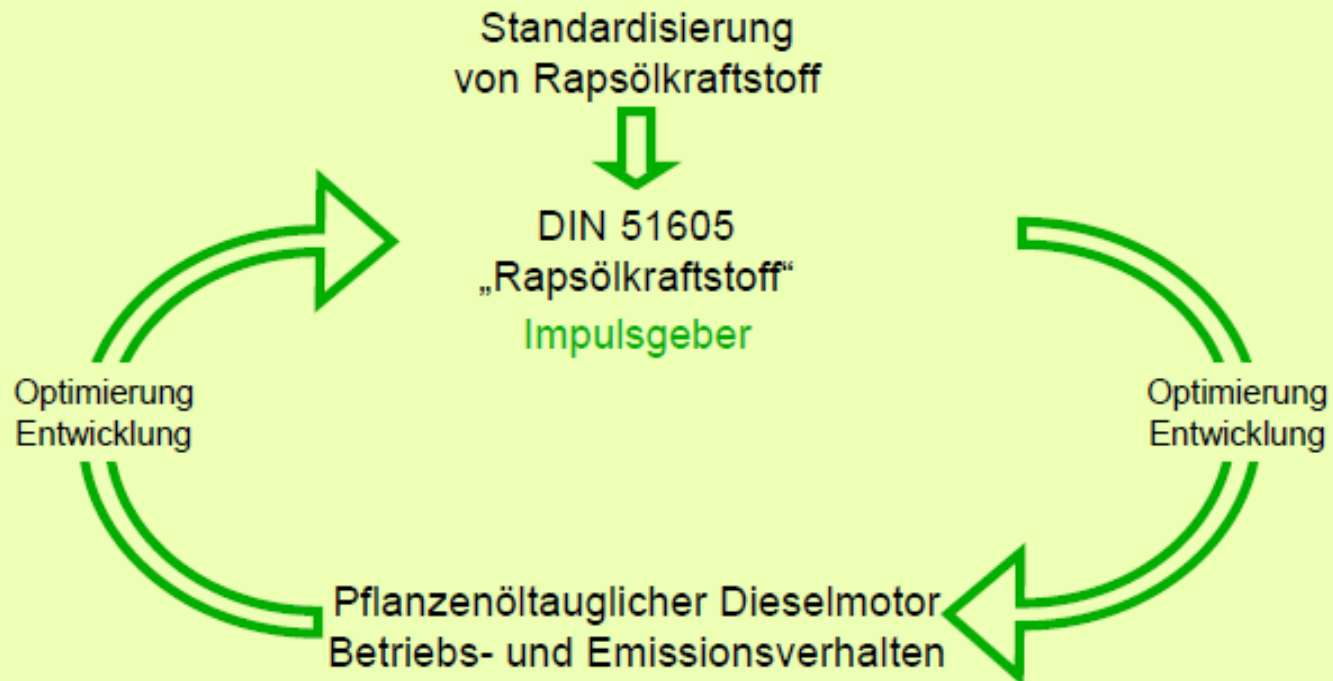 Standardisierung
von Rapsölkraftstoff
DIN 51605
„Rapsölkraftstoff“
Impulsgeber
Optimierung
Entwicklung
Optimierung
Entwicklung
Pflanzenöltauglicher Dieselmotor
Betriebs- und Emissionsverhalten